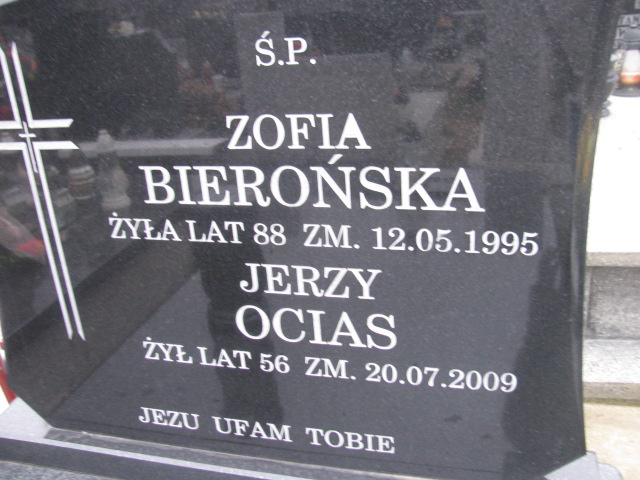 Ś.P.
ZOFIA
BIEROŃSKA
ŻYŁA LAT 88 ZM. 12.05.1995
JERZY
OCIAS
ŻYŁ LAT 56 ZM. 20.07.2009
JEZU UFAM TOBIE